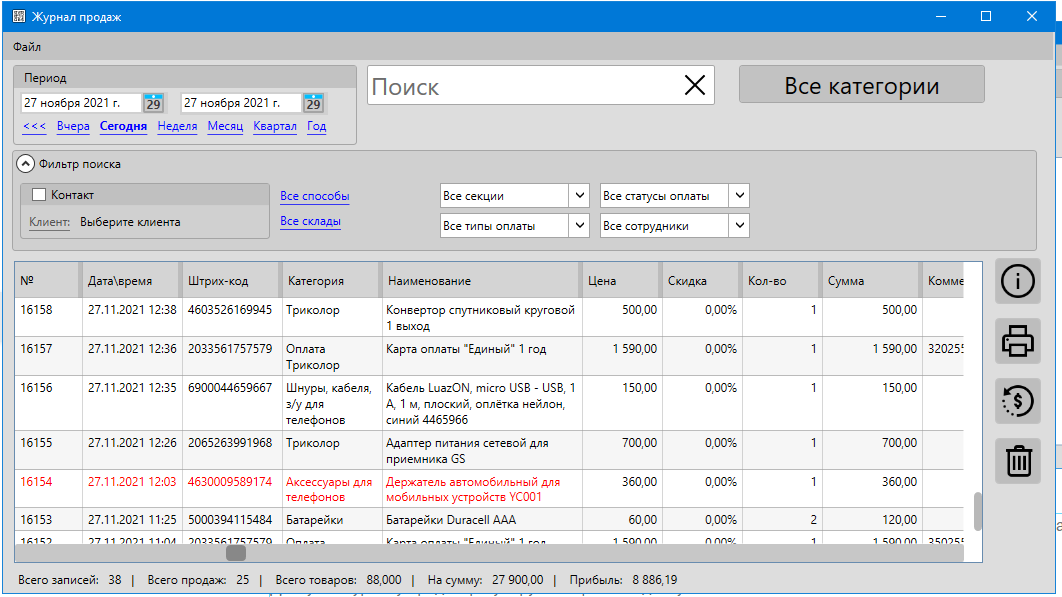 Журнал продаж
Файл
Период
27 ноября 2021 г. 29 27 ноября 2021 г. 29
<<< Вчера Сегодня Неделя Месяц Квартал Год
Поиск
Все категории
Фильтр поиска
Контакт
Клиент: Выберите клиента
Все способы
Все склады
Все секции Все статусы оплаты
Все типы оплаты Все сотрудники
№ Дата\время Штрих-код Категория Наименование Цена Скидка Кол-во Сумма Комме
16158 27.11.2021 12:38 4603526169945 Триколор Конвертор спутниковый круговой 500,00 0,00% 1 500,00
1 выход
16157 27.11.2021 12:36 2033561757579 Оплата Карта оплаты "Единый" 1 год 1 590,00 0,00% 1 1 590,00 320255
Триколор
16156 27.11.2021 12:35 6900044659667 Шнуры, кабеля, Кабель LuazON, micro USB - USB, 1 150,00 0,00% 1 150,00
з/у для А, 1 м, плоский, оплётка нейлон,
телефонов синий 4465966
16155 27.11.2021 12:26 2065263991968 Триколор Адаптер питания сетевой для 700,00 0,00% 1 700,00
приемника GS
16154 27.11.2021 12:03 4630009589174 Аксессуары для Держатель автомобильный для 360,00 0,00% 1 360,00
телефонов мобильных устройств YC001
16153 27.11.2021 11:25 5000394115484 Батарейки Батарейки Duracell AAA 60,00 0,00% 2 120,00
16152 27.11.2021 11:04 2033561757579 Оплата Карта оплаты "Единый" 1 год 1 590,00 0,00% 1 1 590,00 350255
Всего записей: 38 | Всего продаж: 25 | Всего товаров: 88,000 | На сумму: 27 900,00 | Прибыль: 8 886,19